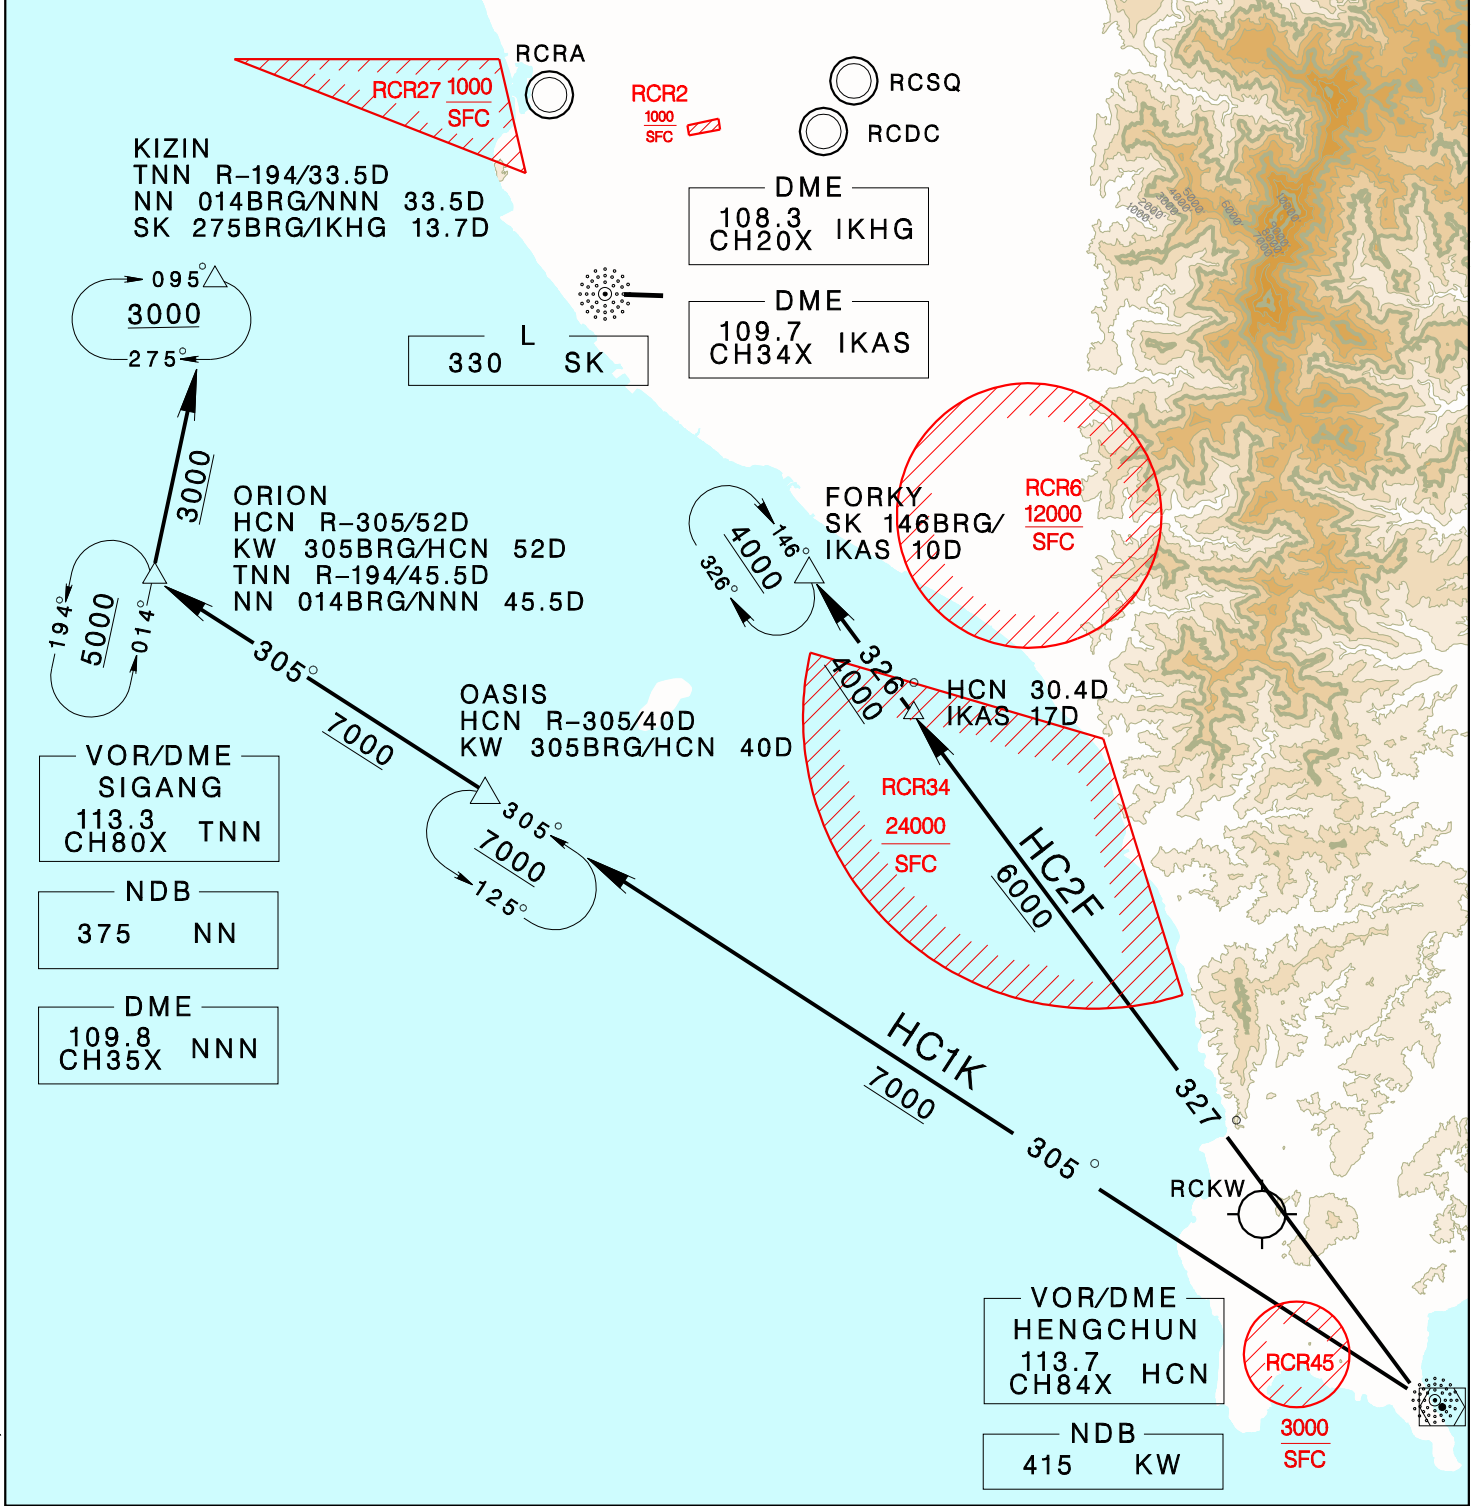 RCRA
RCR27 1000
SFC
RCR2
1000
SFC
RCSQ
RCDC
KIZIN
TNN R-194/33.5D
NN 014BRG/NNN 33.5D
SK 275BRG/IKHG 13.7D
DME
108.3
CH20X IKHG
DME
109.7
CH34X IKAS
095°
3000
275°
L
330 SK
3000
ORION
HCN R-305/52D
KW 305BRG/HCN 52D
TNN R-194/45.5D
NN 014BRG/NNN 45.5D
194°
5000
014°
305°
7000
FORKY
SK 146BRG/
IKAS 10D
146°
4000
326°
RCR6
12000
SFC
326°
4000
HCN 30.4D
IKAS 17D
OASIS
HCN R-305/40D
KW 305BRG/HCN 40D
305°
7000
125°
RCR34
24000
SFC
HC2F
6000
VOR/DME
SIGANG
113.3
CH80X TNN
NDB
375 NN
DME
109.8
CH35X NNN
HC1K
7000
327°
305°
RCKW
VOR/DME
HENGCHUN
113.7
CH84X HCN
NDB
415 KW
RCR45
3000
SFC